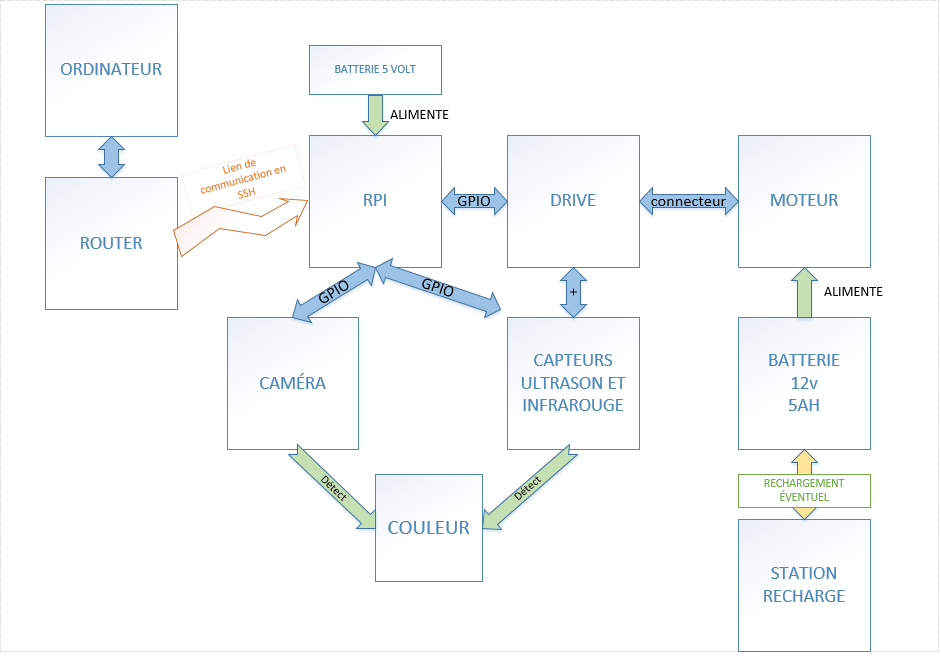 ORDINATEUR
BATTERIE 5 VOLT
ALIMENTE
Lien de
communication en
SSH
ROUTER
RPI
GPIO
DRIVE
connecteur
MOTEUR
GPIO
GPIO
+
ALIMENTE
CAMÉRA
CAPTEURS
ULTRASON ET
INFRAROUGE
BATTERIE
12v
5AH
Détect
Détect
COULEUR
RECHARGEMENT
ÉVENTUEL
STATION
RECHARGE